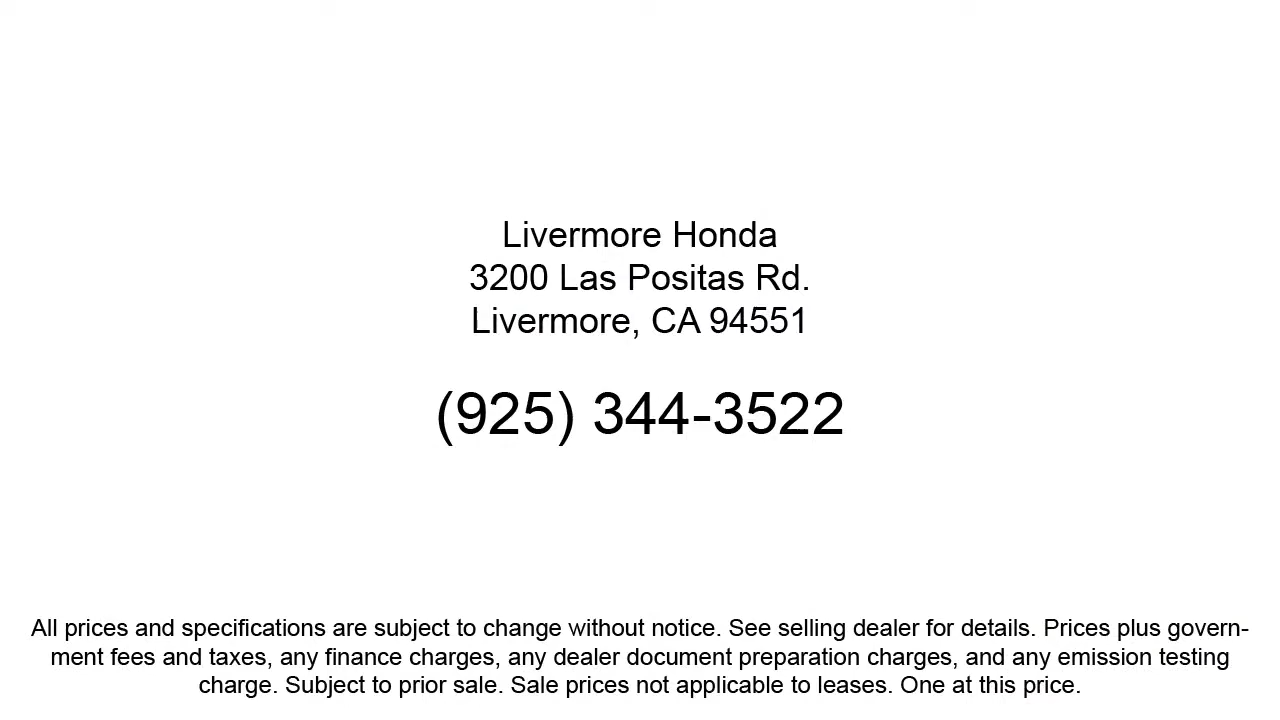 Livermore Honda
3200 Las Positas Rd.
Livermore, CA 94551
(925) 344-3522
All prices and specifications are subject to change without notice. See selling dealer for details. Prices plus govern-
ment fees and taxes, any finance charges, any dealer document preparation charges, and any emission testing
charge. Subject to prior sale. Sale prices not applicable to leases. One at this price.